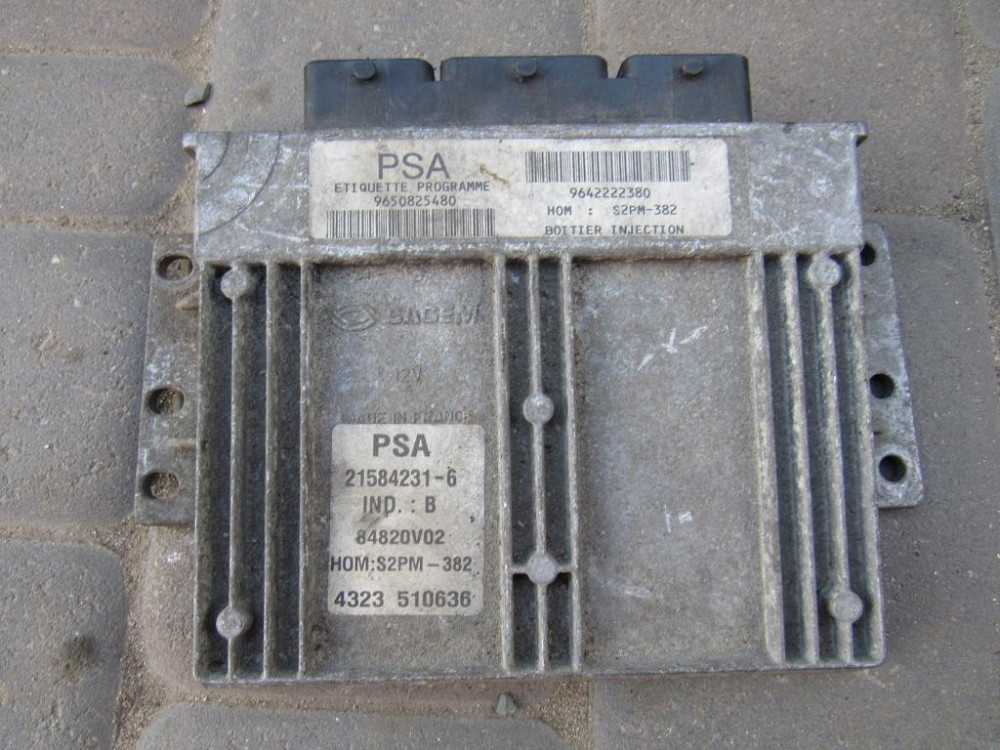 PSA
ETIQUETTE PROGRAMME
9650825480
9642222380
HOM : S2PM-382
BOITIER INJECTION
SAGEM
12V
MADE IN FRANCE
PSA
21584231-6
IND. : B
84820V02
HOM:S2PM-382
4323 510636